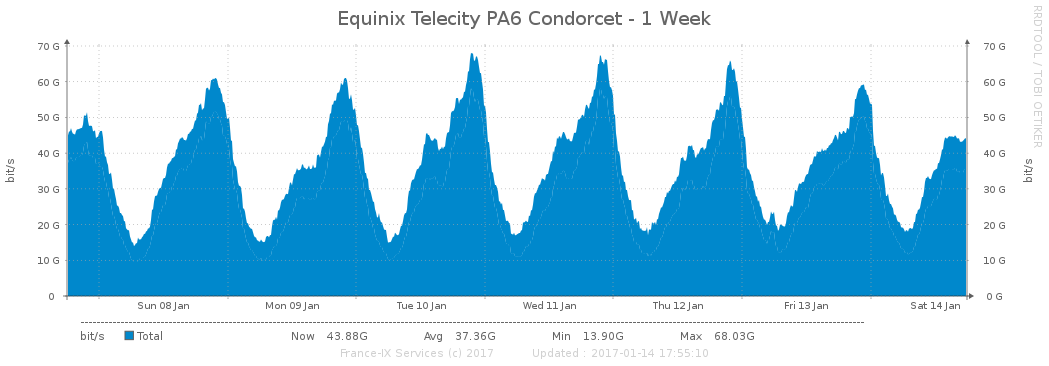 Equinix Telecity PA6 Condorcet - 1 Week
RRDTOOL / TOBI OETIKER
70 G 70 G
60 G 60 G
50 G 50 G
40 G 40 G
30 G 30 G
20 G 20 G
10 G 10 G
0 0 G
bit/s
bit/s
Sun 08 Jan Mon 09 Jan Tue 10 Jan Wed 11 Jan Thu 12 Jan Fri 13 Jan Sat 14 Jan
bit/s Total Now 43.88G Avg 37.36G Min 13.90G Max 68.03G
France-IX Services (c) 2017 Updated : 2017-01-14 17:55:10